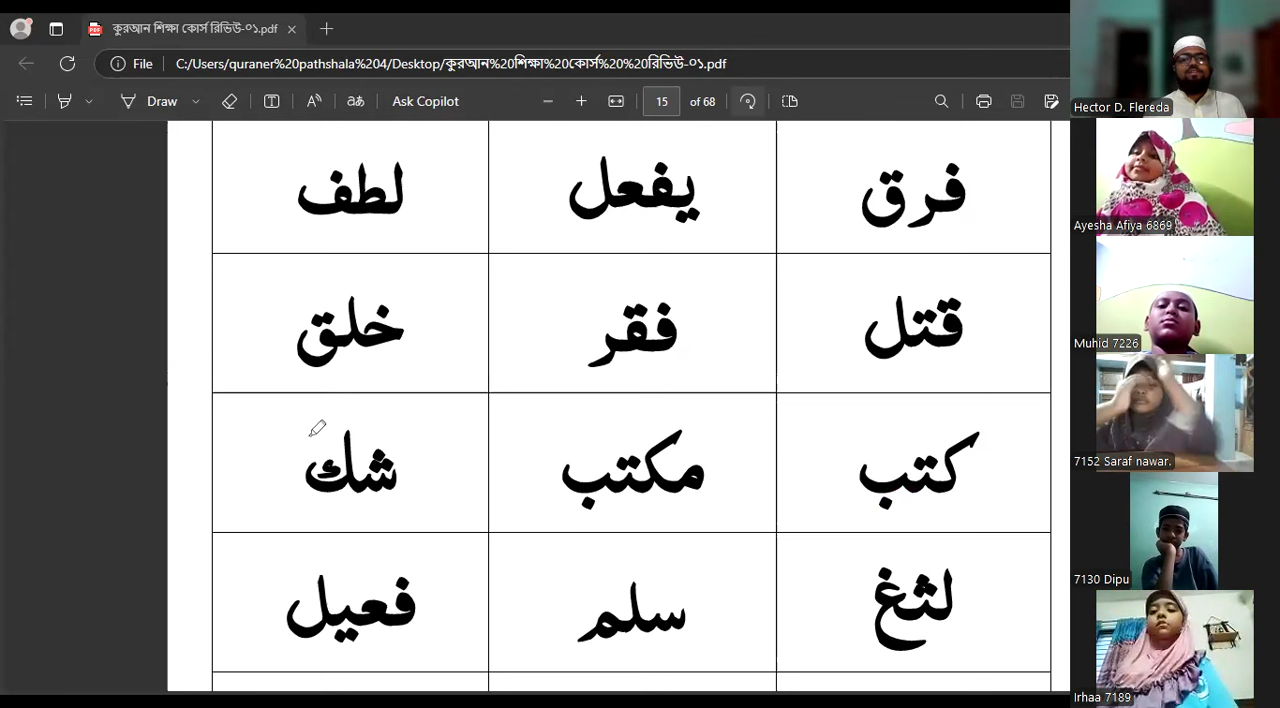 কুরআন শিক্ষা কোর্স রিভিউ-০১.pdf
File C:/Users/quraner%20pathshala%204/Desktop/কুরআন%20শিক্ষা%20কোর্স%20%20রিভিউ-০১.pdf
Draw Ask Copilot 15 of 68
فرق يفعل لطف
قتل فقر خلق
كتب مكتب شك
لثغ سلم فعيل
Hector D. Flereda
Ayesha Afiya 6869
Muhid 7226
7152 Saraf nawar.
7130 Dipu
Irhaa 7189